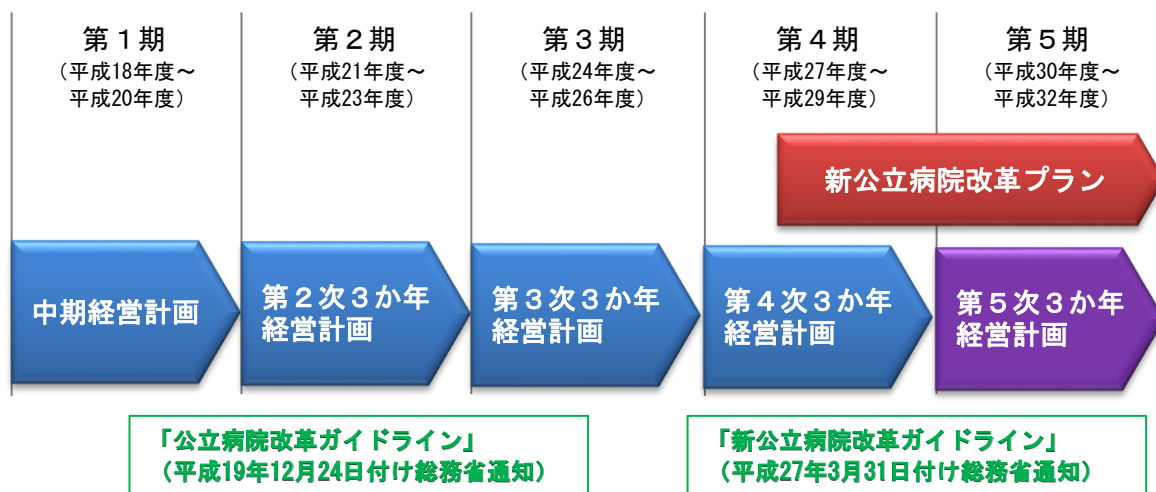 第１期
（平成18年度～
平成20年度）
第２期
（平成21年度～
平成23年度）
第３期
（平成24年度～
平成26年度）
第４期
（平成27年度～
平成29年度）
第５期
（平成30年度～
平成32年度）
新公立病院改革プラン
中期経営計画
第２次３か年
経営計画
第３次３か年
経営計画
第４次３か年
経営計画
第５次３か年
経営計画
「公立病院改革ガイドライン」
（平成19年12月24日付け総務省通知）
「新公立病院改革ガイドライン」
（平成27年3月31日付け総務省通知）